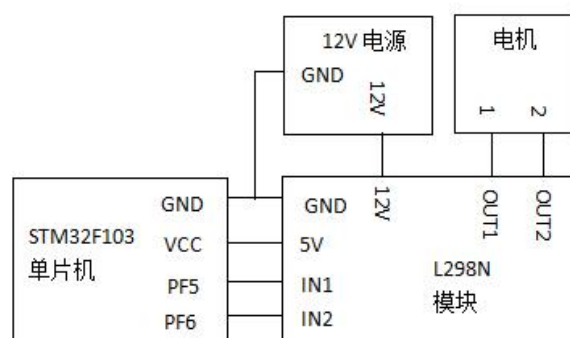 12V 电源
GND
12V
电机
1
2
STM32F103
单片机
GND
VCC
PF5
PF6
GND
5V
IN1
IN2
12V
OUT1
OUT2
L298N
模块